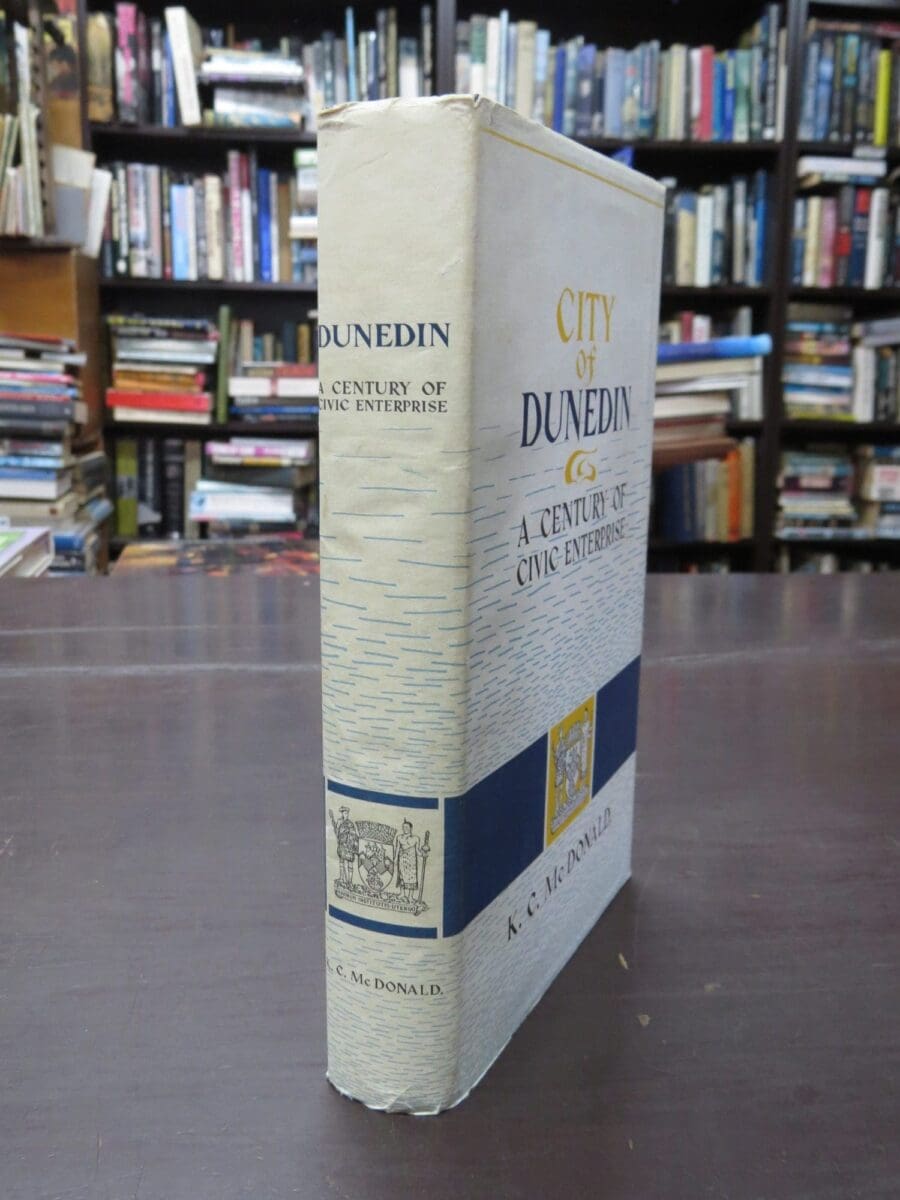 DUNEDIN
A CENTURY OF
CIVIC ENTERPRISE
K. C. McDONALD.
CITY
of
DUNEDIN
A CENTURY OF
CIVIC ENTERPRISE
K. C. McDONALD.